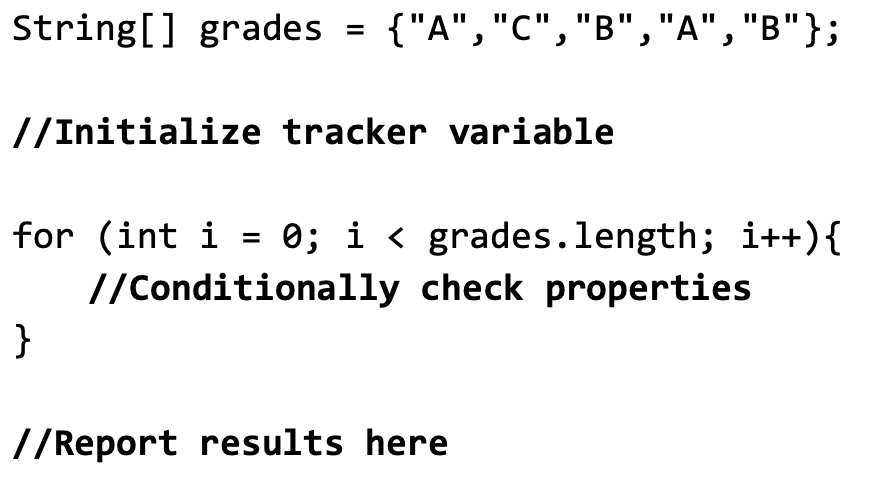 String[] grades = {"A","C","B","A","B"};
//Initialize tracker variable
for (int i = 0; i < grades.length; i++){
//Conditionally check properties
}
//Report results here